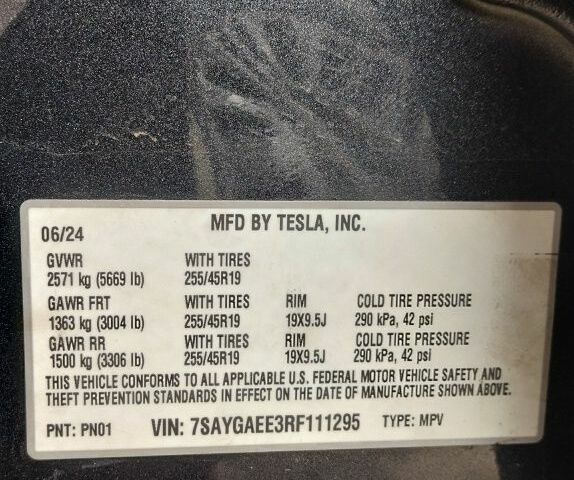 MFD BY TESLA, INC.
06/24
GVWR WITH TIRES
2571 kg (5669 lb) 255/45R19
GAWR FRT WITH TIRES RIM COLD TIRE PRESSURE
1363 kg (3004 lb) 255/45R19 19X9.5J 290 kPa, 42 psi
GAWR RR WITH TIRES RIM COLD TIRE PRESSURE
1500 kg (3306 lb) 255/45R19 19X9.5J 290 kPa, 42 psi
THIS VEHICLE CONFORMS TO ALL APPLICABLE U.S. FEDERAL MOTOR VEHICLE SAFETY AND
THEFT PREVENTION STANDARDS IN EFFECT ON THE DATE OF MANUFACTURE SHOWN ABOVE.
PNT: PN01 VIN: 7SAYGAEE3RF111295 TYPE: MPV